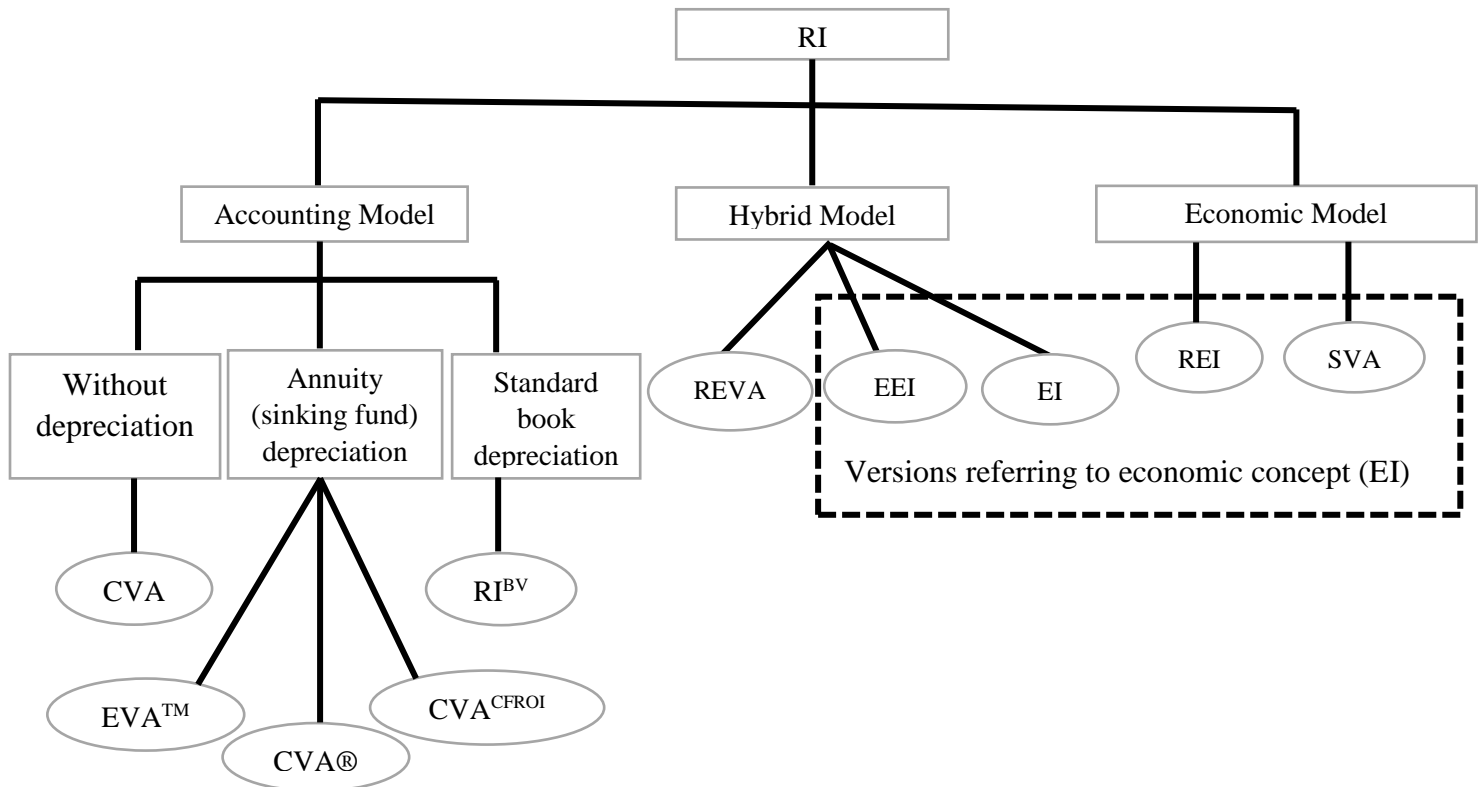 RI
Accounting Model
Hybrid Model
Economic Model
Without
depreciation
Annuity
(sinking fund)
depreciation
Standard
book
depreciation
REVA
EEI
EI
REI
SVA
Versions referring to economic concept (EI)
CVA
RI^BV
EVA™
CVA®
CVA^CFROI